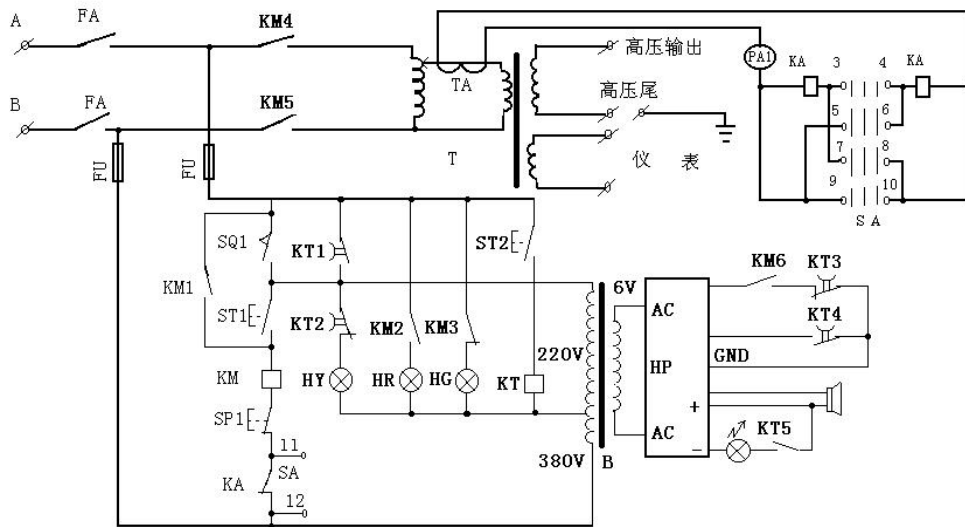 A
FA
KM4
高压输出
PA1
KA
3
4
KA
TA
高压尾
B
FA
KM5
5
6
T
仪 表
7
8
FU
FU
9
10
S A
SQ1
KT1
ST2
KM1
KM6
KT3
6V
AC
ST1
KT2
KM2
KM3
KT4
220V
GND
KM
HY
HR
HG
KT
HP
+
SP1
KT5
11
AC
−
SA
380V
B
KA
12